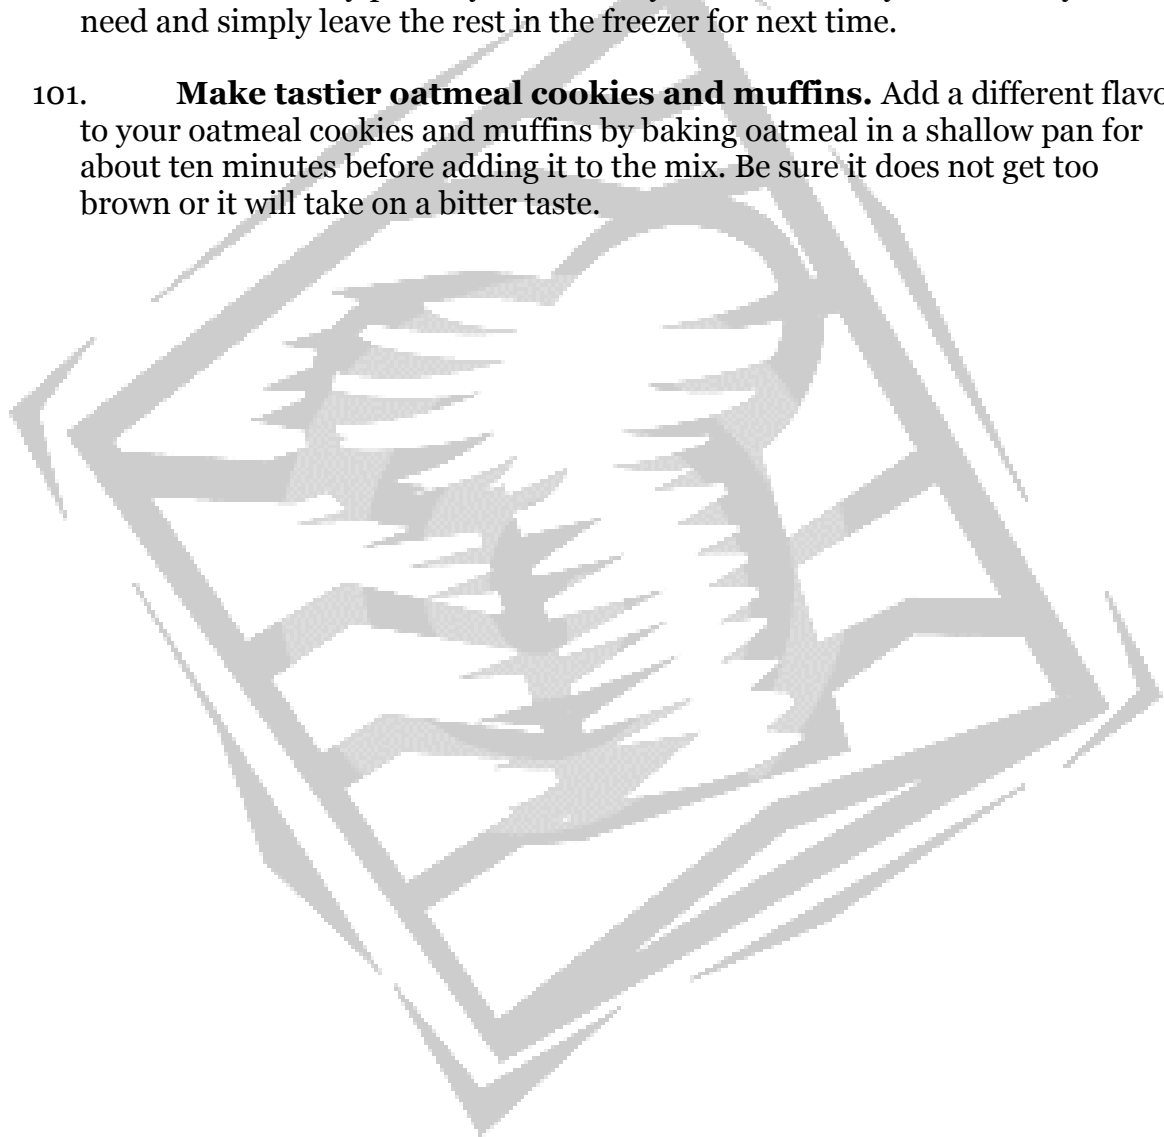 need and simply leave the rest in the freezer for next time.
101. Make tastier oatmeal cookies and muffins. Add a different flavo
to your oatmeal cookies and muffins by baking oatmeal in a shallow pan for
about ten minutes before adding it to the mix. Be sure it does not get too
brown or it will take on a bitter taste.